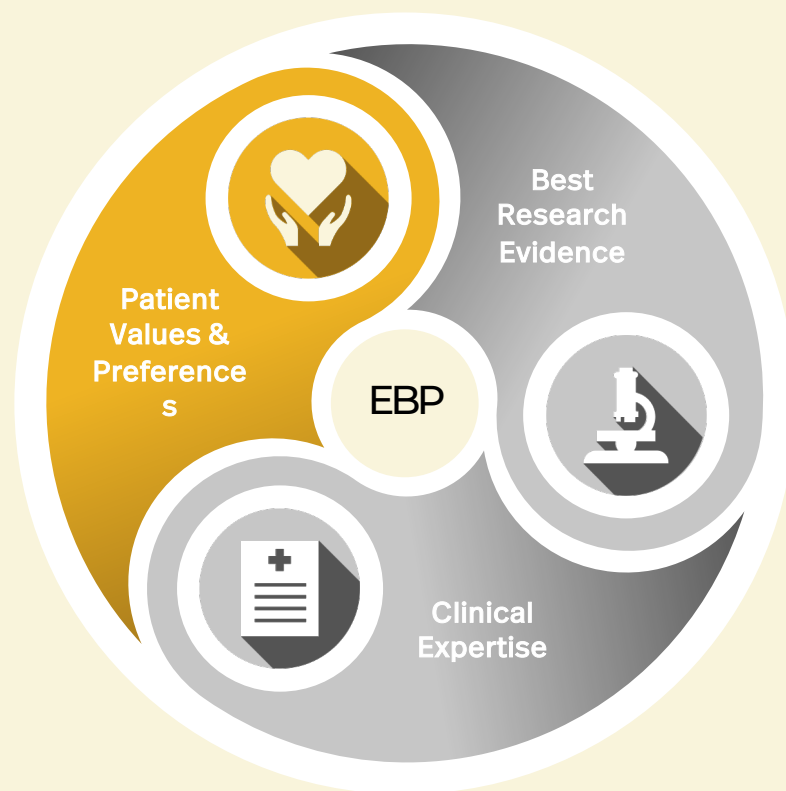 Best
Research
Evidence
Patient
Values &
Preference
s
EBP
Clinical
Expertise